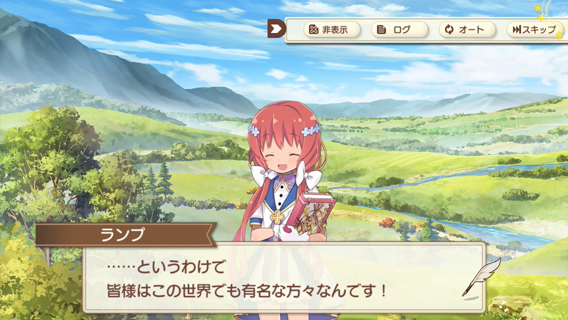 非表示
ログ
オート
スキップ
ランプ
……というわけで
皆様はこの世界でも有名な方々なんです！